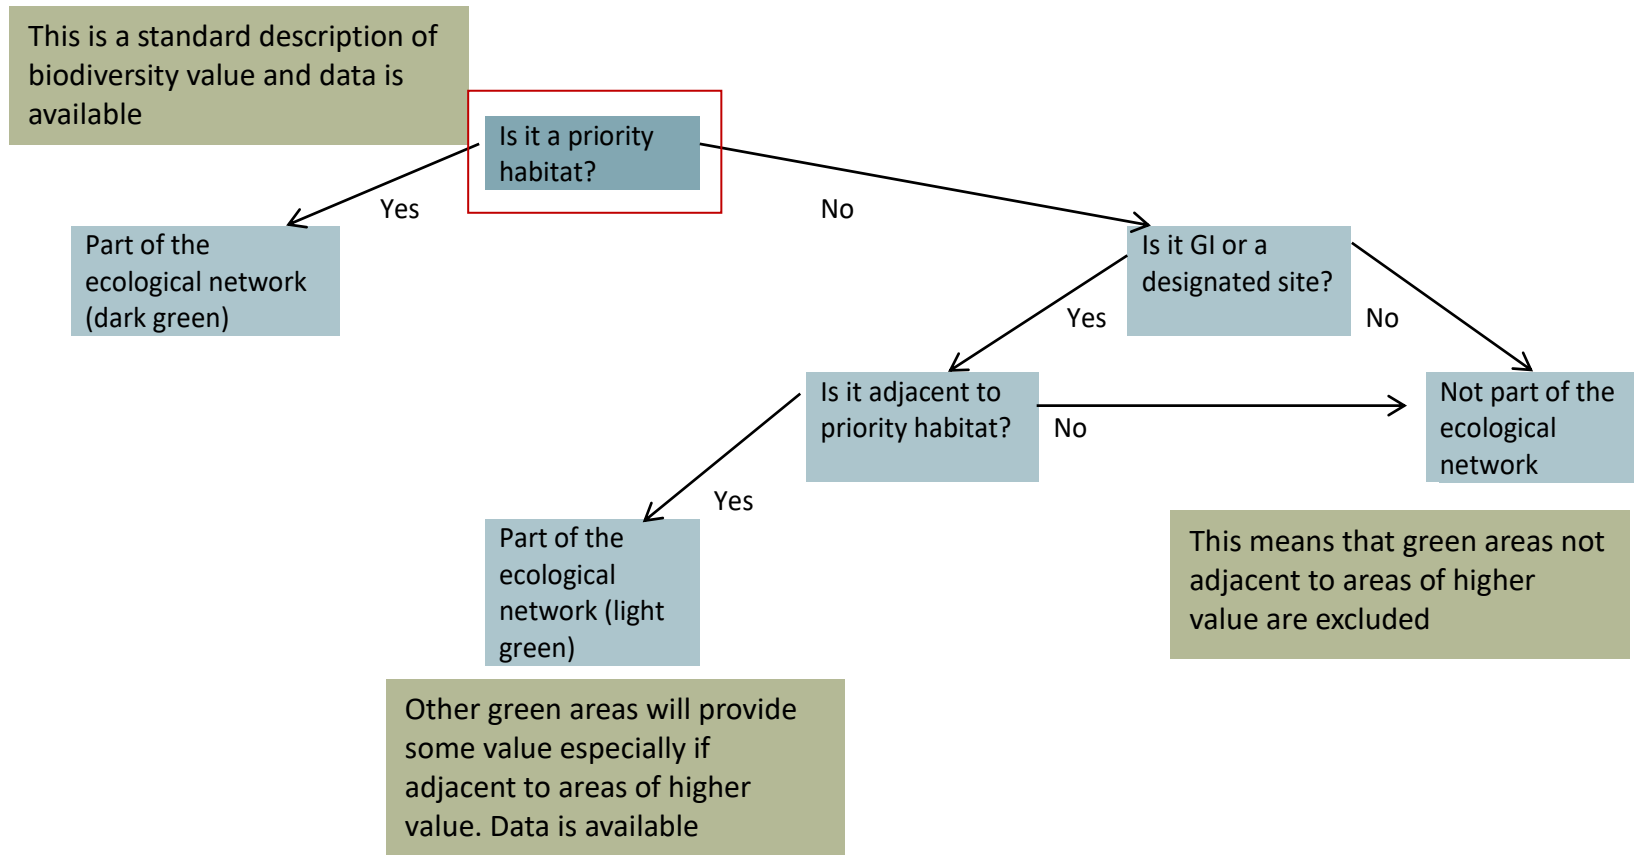 This is a standard description of
biodiversity value and data is
available
Is it a priority
habitat?
Yes
No
Part of the
ecological network
(dark green)
Is it GI or a
designated site?
Yes
No
Is it adjacent to
priority habitat?
No
Not part of the
ecological
network
Yes
Part of the
ecological
network (light
green)
This means that green areas not
adjacent to areas of higher
value are excluded
Other green areas will provide
some value especially if
adjacent to areas of higher
value. Data is available